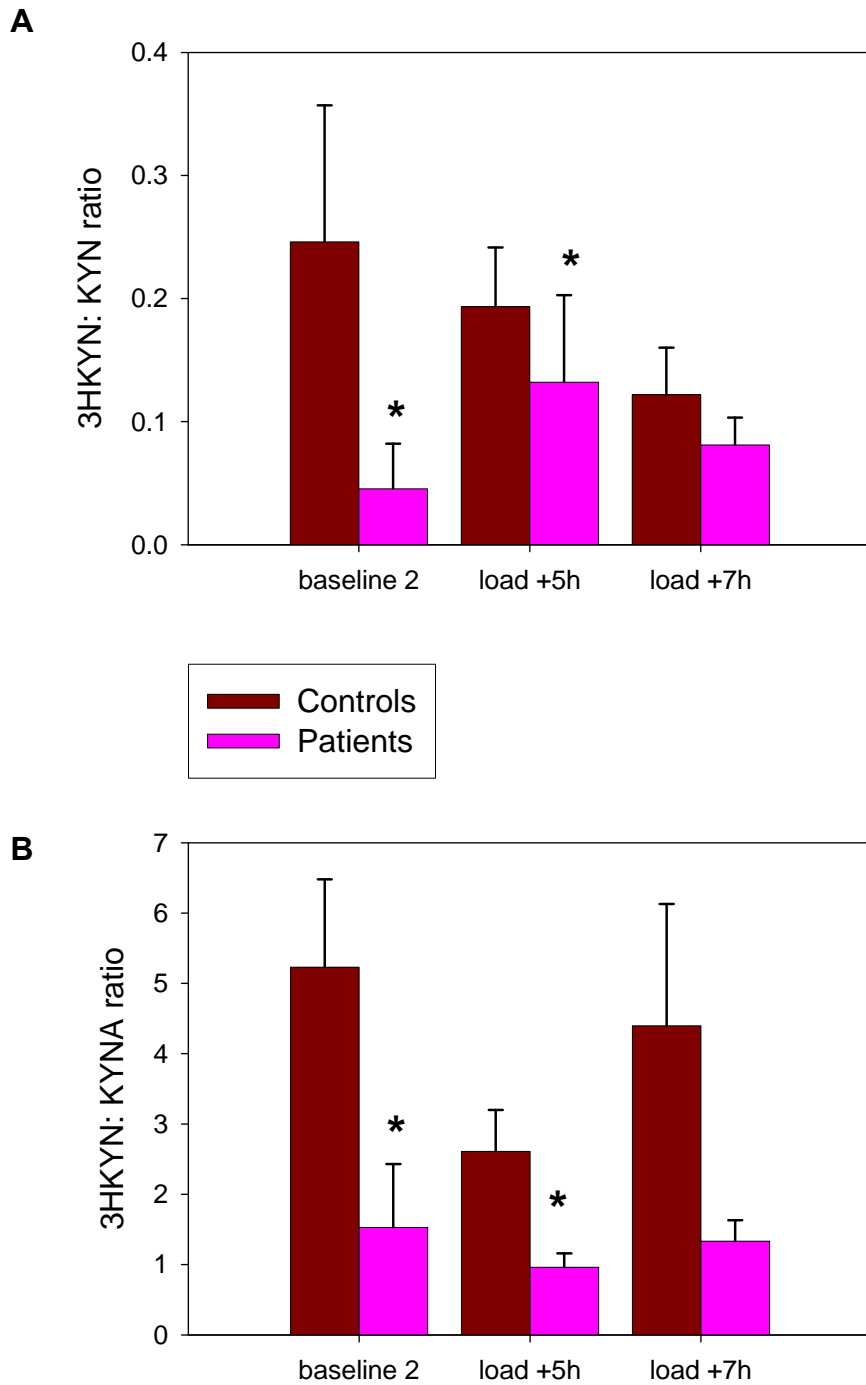 A
0.4
0.3
0.2
0.1
0.0
3HKYN: KYN ratio
*
*
baseline 2 load +5h load +7h
Controls
Patients
B
7
6
5
4
3
2
1
0
3HKYN: KYNA ratio
*
*
baseline 2 load +5h load +7h